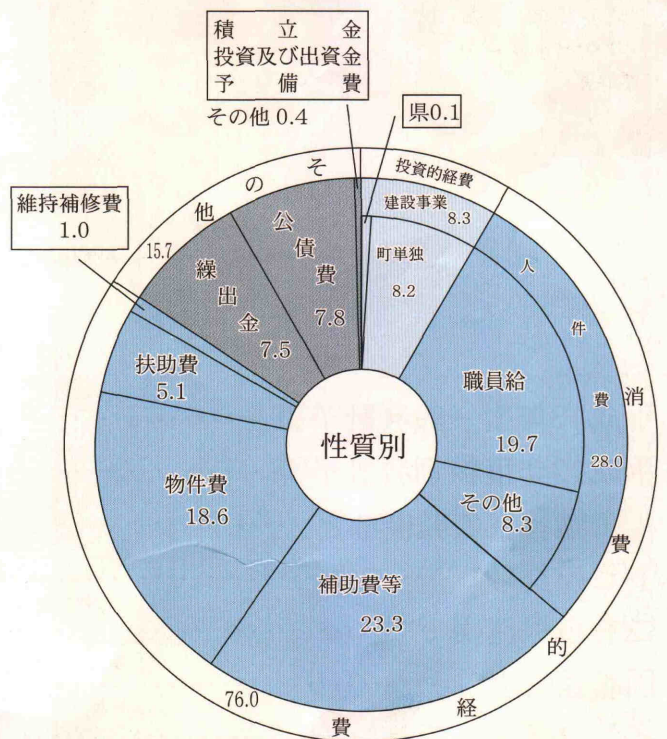 積立金
投資及び出資金
予備費
その他 0.4
県0.1
投資的経費
建設事業
8.3
町単独
8.2
人件費
28.0
職員給
19.7
その他
8.3
消費的経費
76.0
補助費等
23.3
物件費
18.6
扶助費
5.1
維持補修費
1.0
その他
15.7
繰出金
7.5
公債費
7.8
性質別